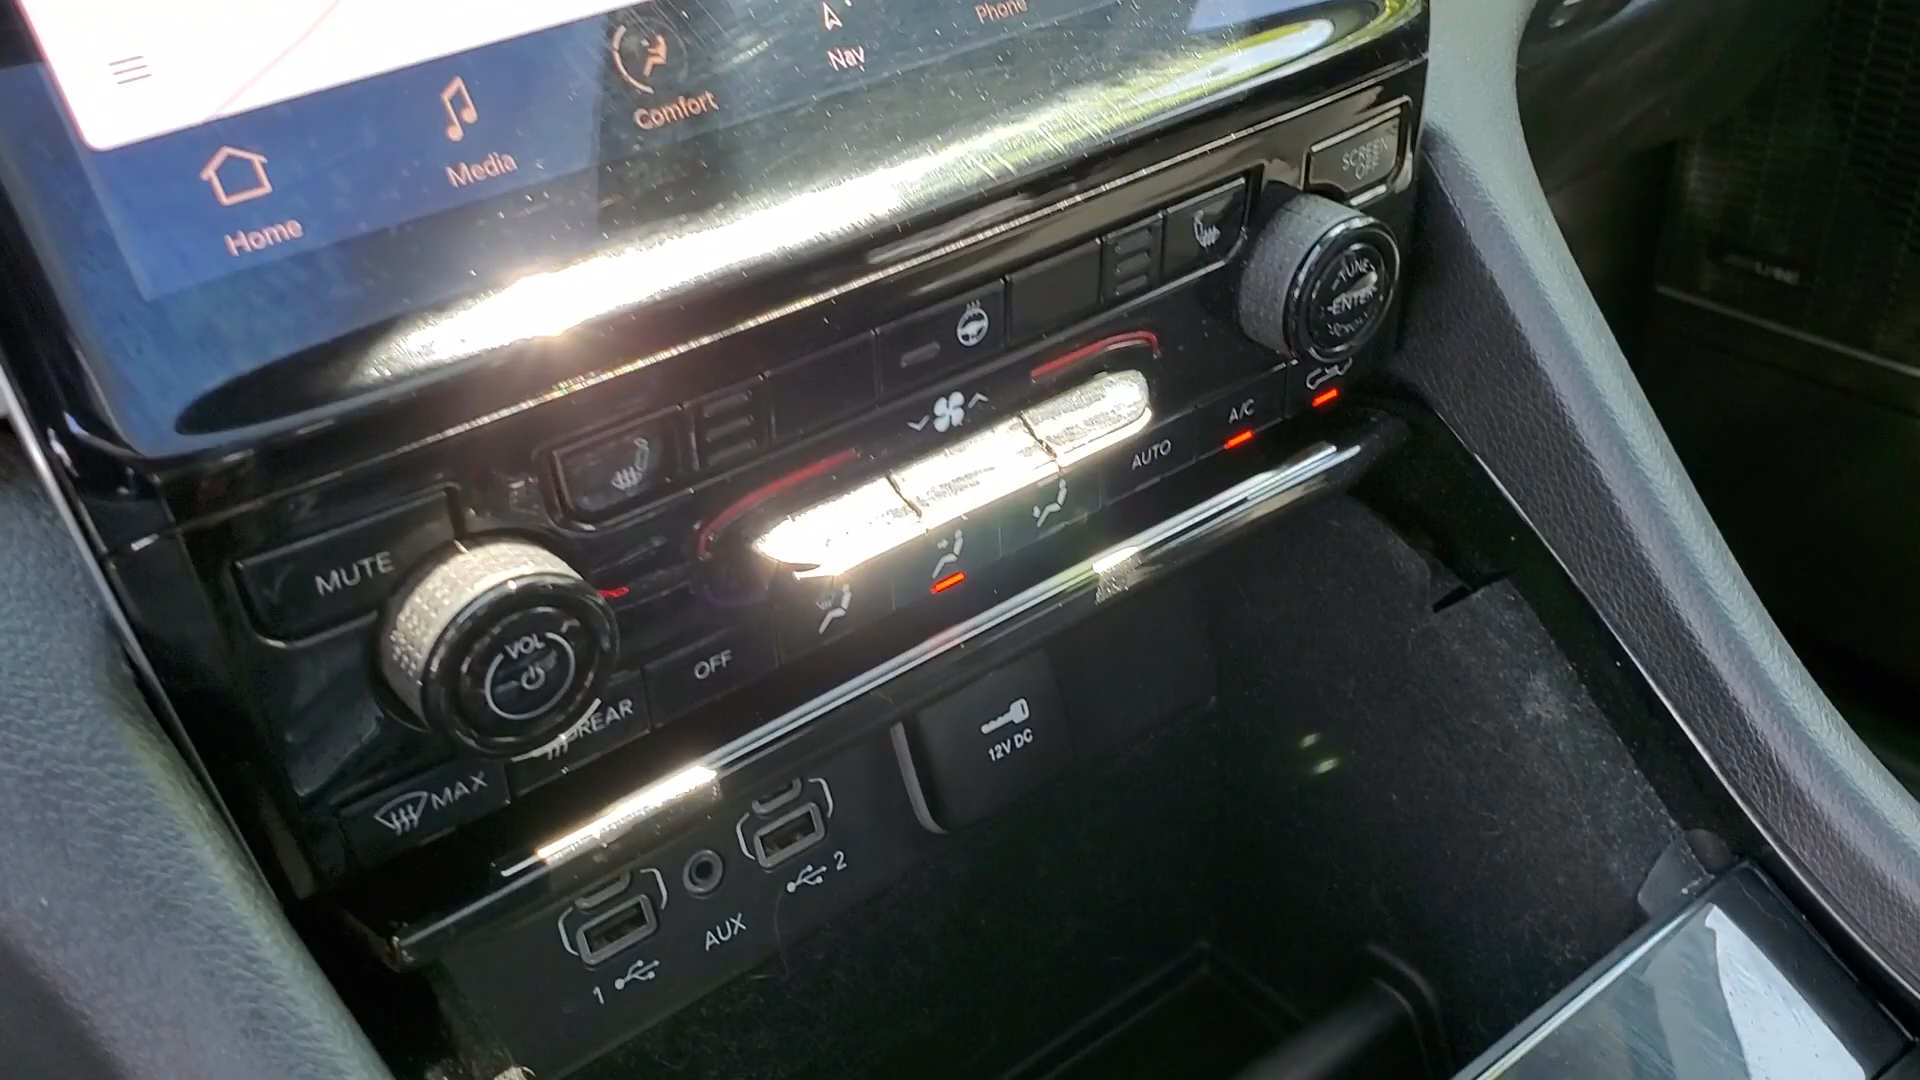 Phone
Nav
Comfort
Media
Home
SCREEN
OFF
TUNE
ENTER
A/C
AUTO
MUTE
VOL
OFF
REAR
MAX
12V DC
2
AUX
1